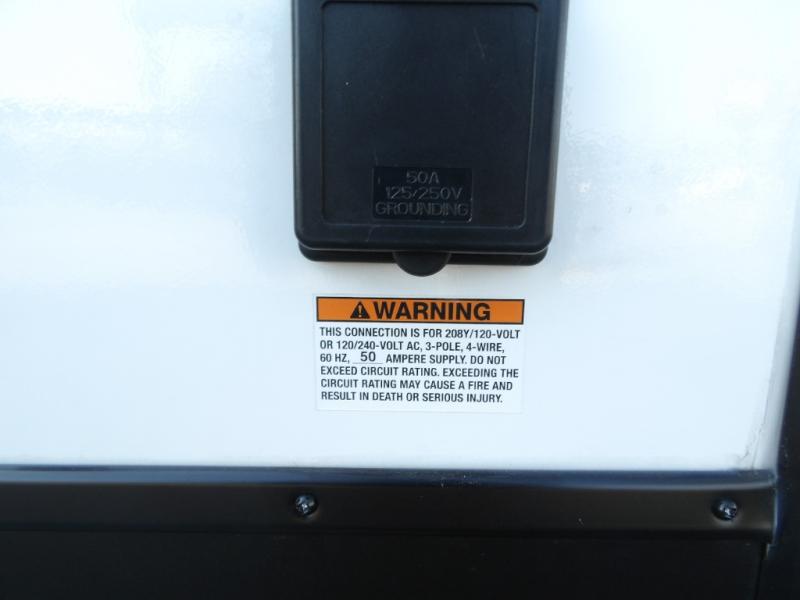 50A
125/250V
GROUNDING
⚠WARNING
THIS CONNECTION IS FOR 208Y/120-VOLT
OR 120/240-VOLT AC, 3-POLE, 4-WIRE,
60 HZ, 50 AMPERE SUPPLY. DO NOT
EXCEED CIRCUIT RATING. EXCEEDING THE
CIRCUIT RATING MAY CAUSE A FIRE AND
RESULT IN DEATH OR SERIOUS INJURY.